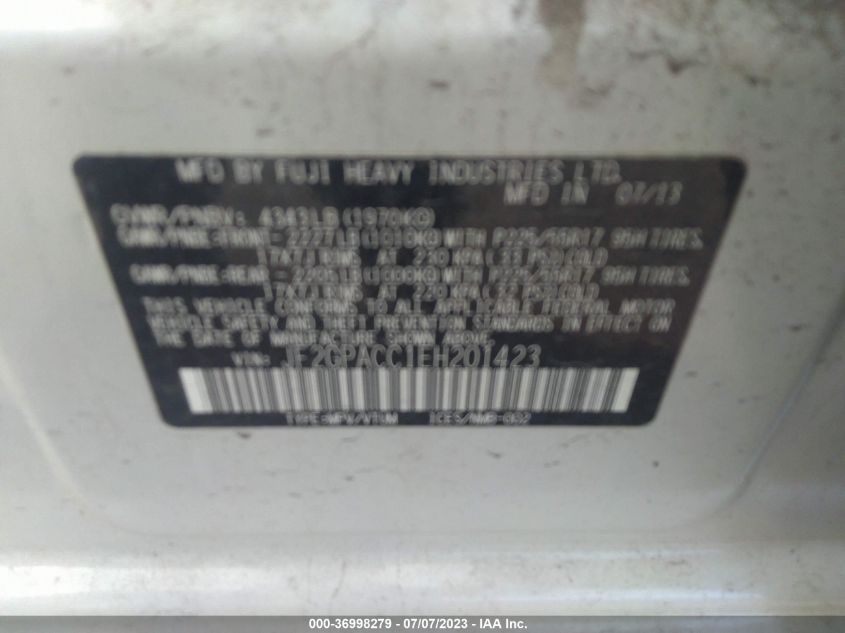 MFD BY FUJI HEAVY INDUSTRIES LTD.
MFD IN 07/13
GVWR/PNBV: 4343LB(1970KG)
GAWR/PNBE:FRONT-2227LB(1010KG)WITH P225/55R17 95H TIRES,
17X7J RIMS AT 230 KPA(33 PSI)COLD
GAWR/PNBE:REAR -2205LB(1000KG)WITH P225/55R17 95H TIRES,
17X7J RIMS / 220 KPA(32 PSI)COLD
THIS VEHICLE CONFORMS TO ALL APPLICABLE FEDERAL MOTOR
VEHICLE SAFETY AND THEFT PREVENTION STANDARDS IN EFFECT ON
THE DATE OF MANUFACTURE SHOWN ABOVE.
VIN: JF2GPACC1EH201423
TYPE:MPV/VTUM ICES/NMB-002
000-36998279 - 07/07/2023 - IAA Inc.